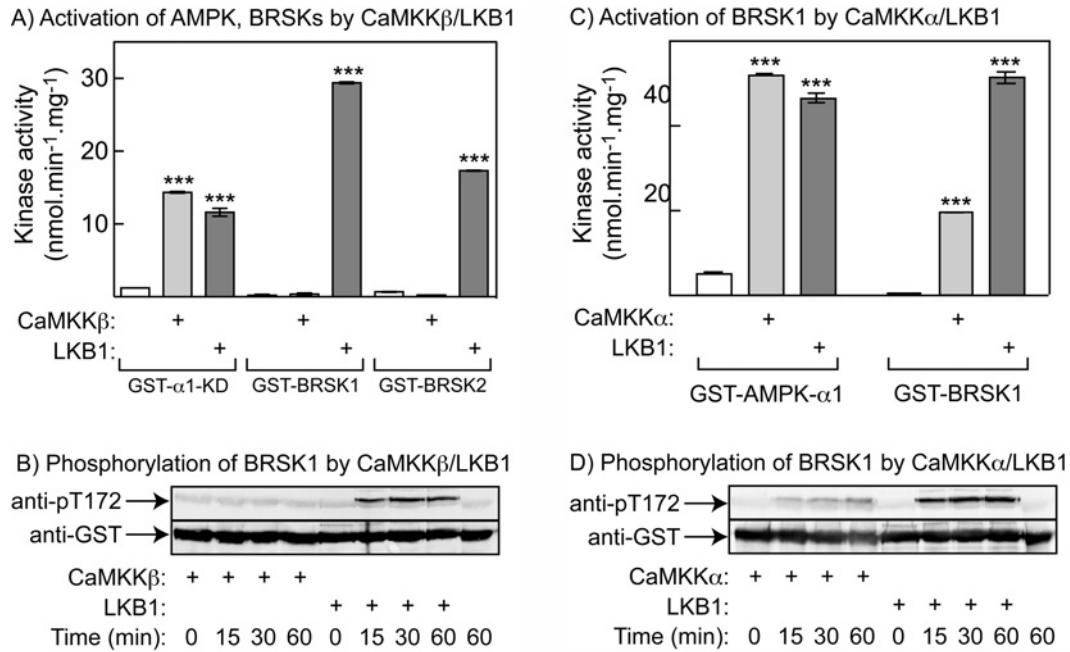 A) Activation of AMPK, BRSKs by CaMKKβ/LKB1
Kinase activity
(nmol.min⁻¹.mg⁻¹)
30
20
10
***
***
***
***
CaMKKβ: + + +
LKB1: + + +
GST-α1-KD GST-BRSK1 GST-BRSK2
B) Phosphorylation of BRSK1 by CaMKKβ/LKB1
anti-pT172
anti-GST
CaMKKβ: + + + +
LKB1: + + + +
Time (min): 0 15 30 60 0 15 30 60 60
C) Activation of BRSK1 by CaMKKα/LKB1
Kinase activity
(nmol.min⁻¹.mg⁻¹)
40
20
***
***
***
***
CaMKKα: + +
LKB1: + +
GST-AMPK-α1 GST-BRSK1
D) Phosphorylation of BRSK1 by CaMKKα/LKB1
anti-pT172
anti-GST
CaMKKα: + + + +
LKB1: + + + +
Time (min): 0 15 30 60 0 15 30 60 60